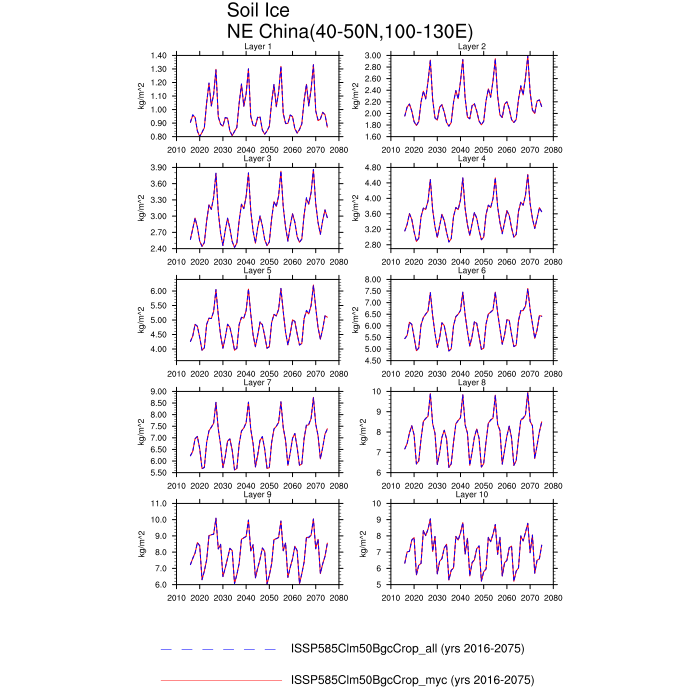 Soil Ice
NE China(40-50N,100-130E)
Layer 1
Layer 2
1.40
1.30
1.20
1.10
1.00
0.90
0.80
kg/m^2
2010 2020 2030 2040 2050 2060 2070 2080
3.00
2.80
2.60
2.40
2.20
2.00
1.80
1.60
kg/m^2
2010 2020 2030 2040 2050 2060 2070 2080
Layer 3
Layer 4
3.90
3.60
3.30
3.00
2.70
2.40
kg/m^2
2010 2020 2030 2040 2050 2060 2070 2080
4.80
4.40
4.00
3.60
3.20
2.80
kg/m^2
2010 2020 2030 2040 2050 2060 2070 2080
Layer 5
Layer 6
6.00
5.50
5.00
4.50
4.00
kg/m^2
2010 2020 2030 2040 2050 2060 2070 2080
8.00
7.50
7.00
6.50
6.00
5.50
5.00
4.50
kg/m^2
2010 2020 2030 2040 2050 2060 2070 2080
Layer 7
Layer 8
9.00
8.50
8.00
7.50
7.00
6.50
6.00
5.50
kg/m^2
2010 2020 2030 2040 2050 2060 2070 2080
10
9
8
7
6
kg/m^2
2010 2020 2030 2040 2050 2060 2070 2080
Layer 9
Layer 10
11.0
10.0
9.0
8.0
7.0
6.0
kg/m^2
2010 2020 2030 2040 2050 2060 2070 2080
10
9
8
7
6
5
kg/m^2
2010 2020 2030 2040 2050 2060 2070 2080
ISSP585Clm50BgcCrop_all (yrs 2016-2075)
ISSP585Clm50BgcCrop_myc (yrs 2016-2075)